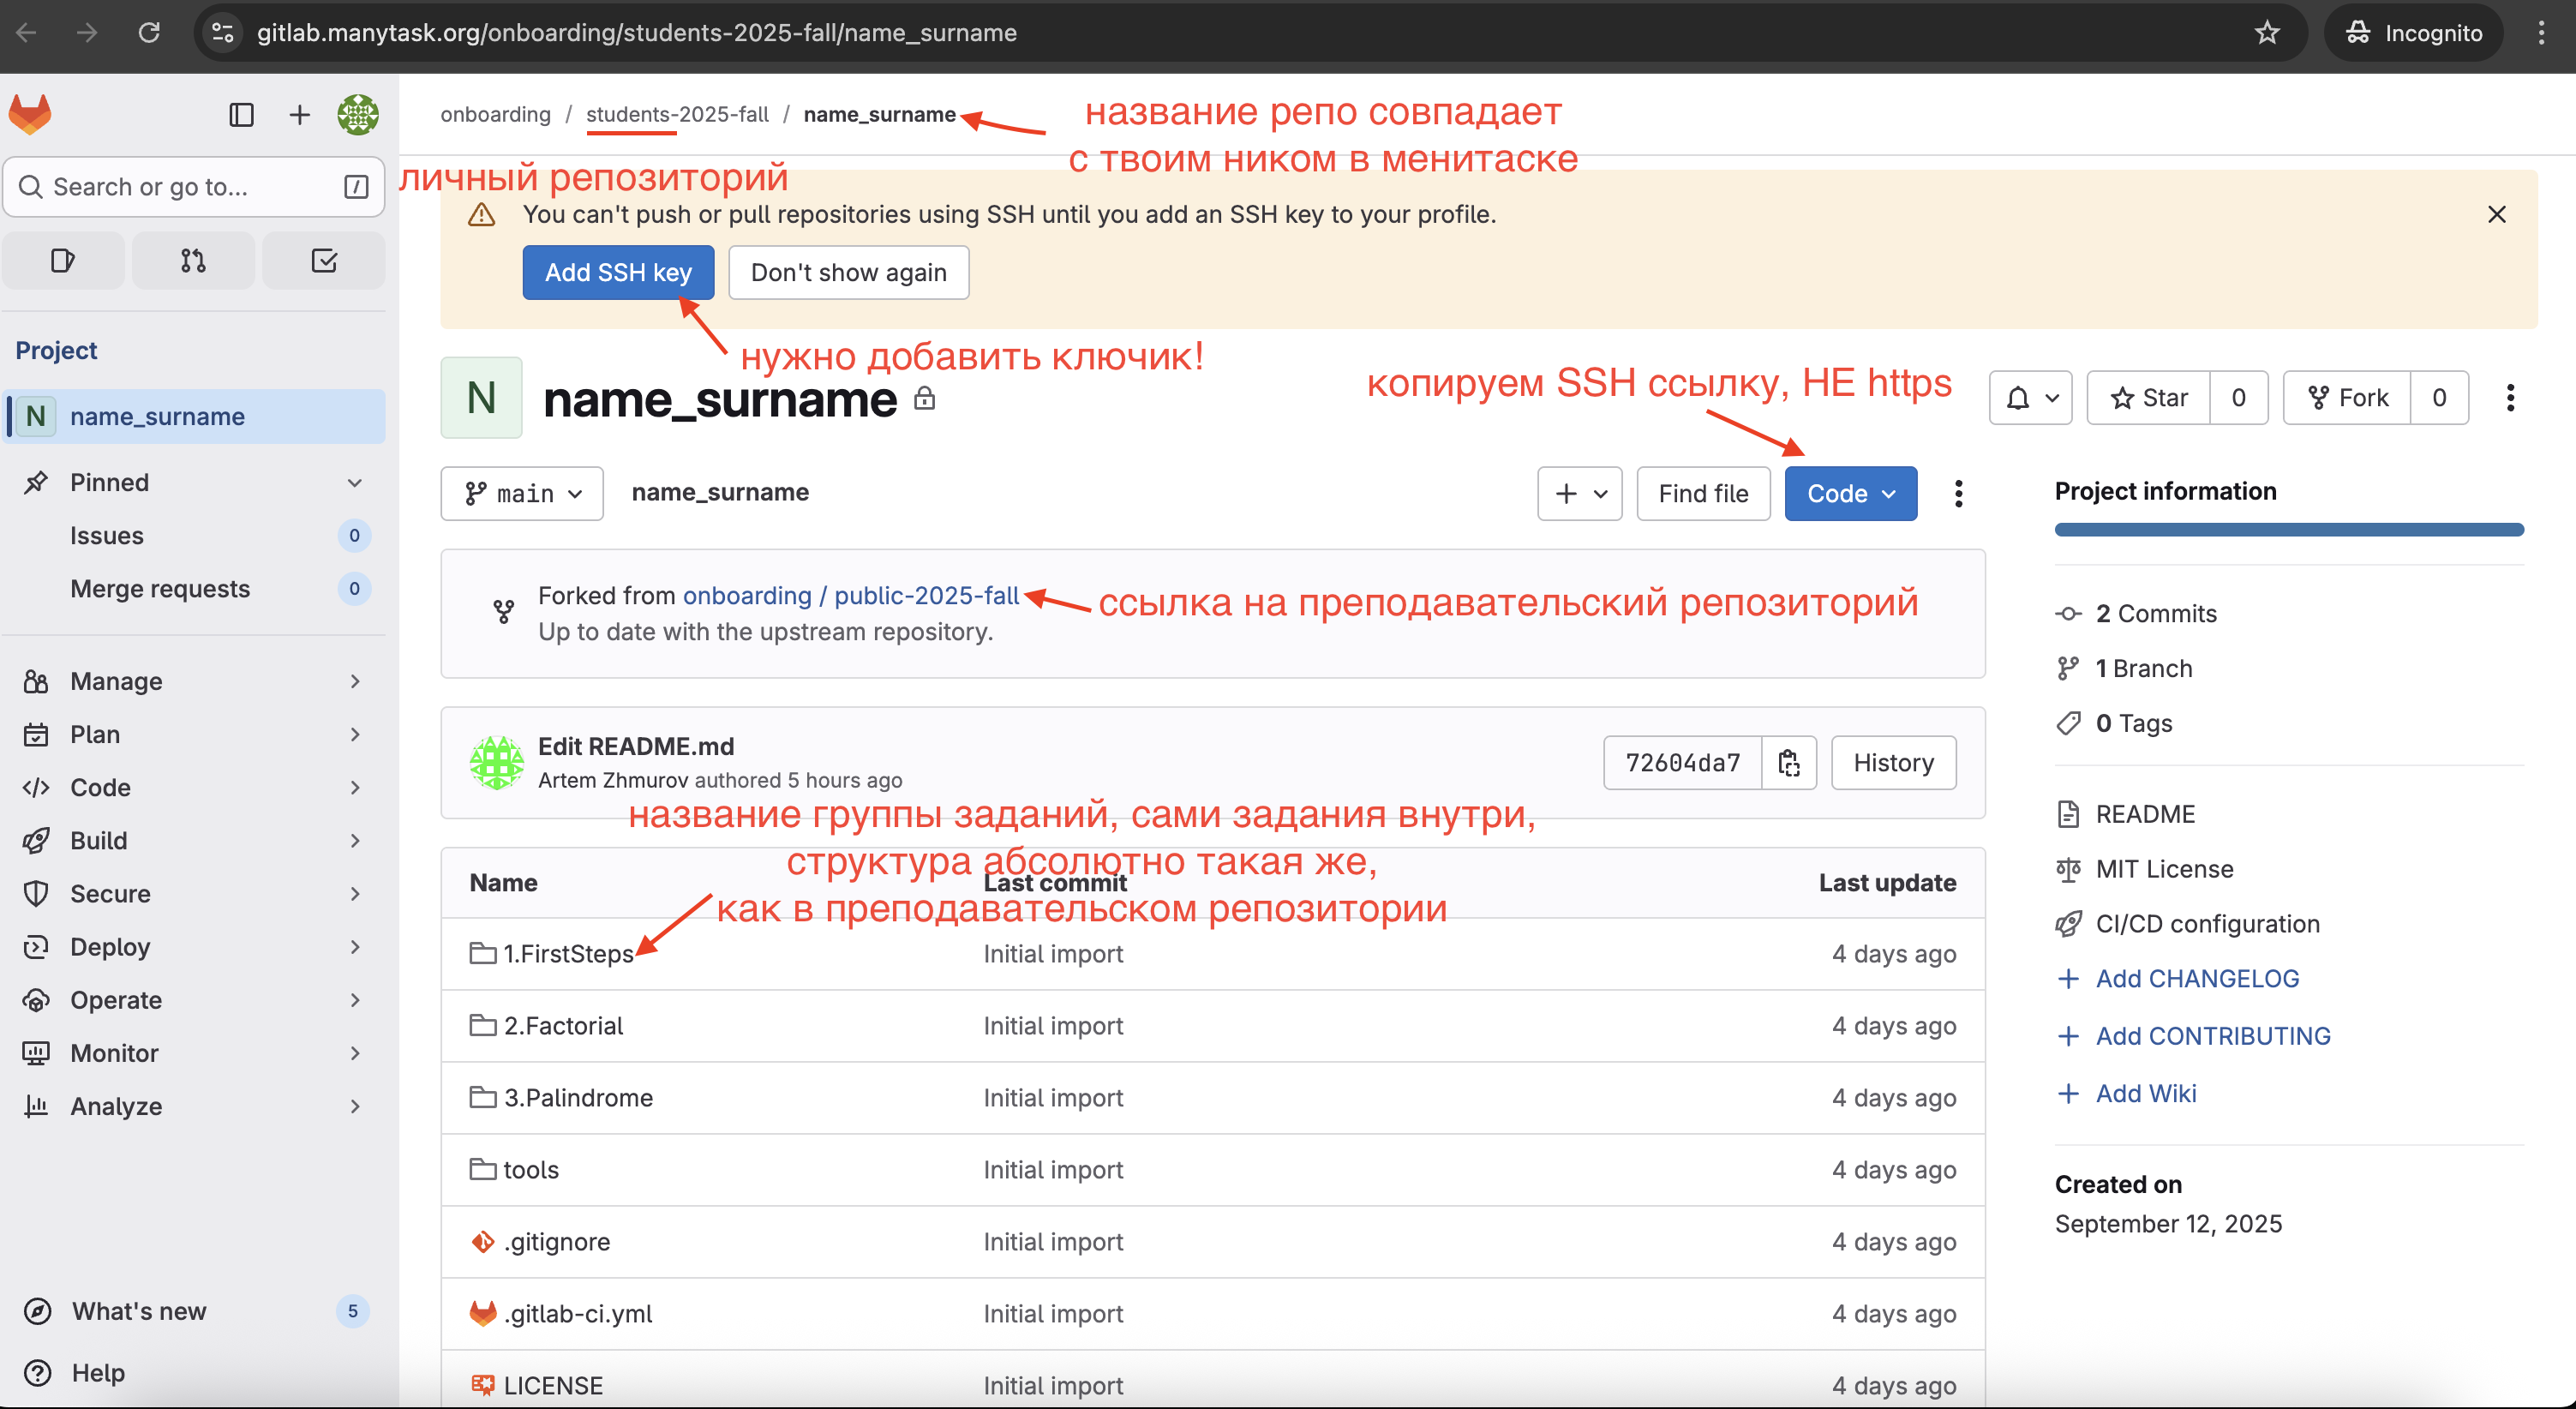 gitlab.manytask.org/onboarding/students-2025-fall/name_surname
Incognito
onboarding / students-2025-fall / name_surname
название репо совпадает
с твоим ником в менитаске
личный репозиторий
Search or go to...
/
You can't push or pull repositories using SSH until you add an SSH key to your profile.
Add SSH key
Don't show again
нужно добавить ключик!
Project
N name_surname
Pinned
Issues 0
Merge requests 0
Manage
Plan
Code
Build
Secure
Deploy
Operate
Monitor
Analyze
What's new 5
Help
N
name_surname
копируем SSH ссылку, НЕ https
Star 0
Fork 0
main
name_surname
Find file
Code
Forked from onboarding / public-2025-fall
ссылка на преподавательский репозиторий
Up to date with the upstream repository.
Edit README.md
Artem Zhmurov authored 5 hours ago
72604da7
History
название группы заданий, сами задания внутри,
структура абсолютно такая же,
как в преподавательском репозитории
Name Last commit Last update
1.FirstSteps Initial import 4 days ago
2.Factorial Initial import 4 days ago
3.Palindrome Initial import 4 days ago
tools Initial import 4 days ago
.gitignore Initial import 4 days ago
.gitlab-ci.yml Initial import 4 days ago
LICENSE Initial import 4 days ago
Project information
2 Commits
1 Branch
0 Tags
README
MIT License
CI/CD configuration
Add CHANGELOG
Add CONTRIBUTING
Add Wiki
Created on
September 12, 2025